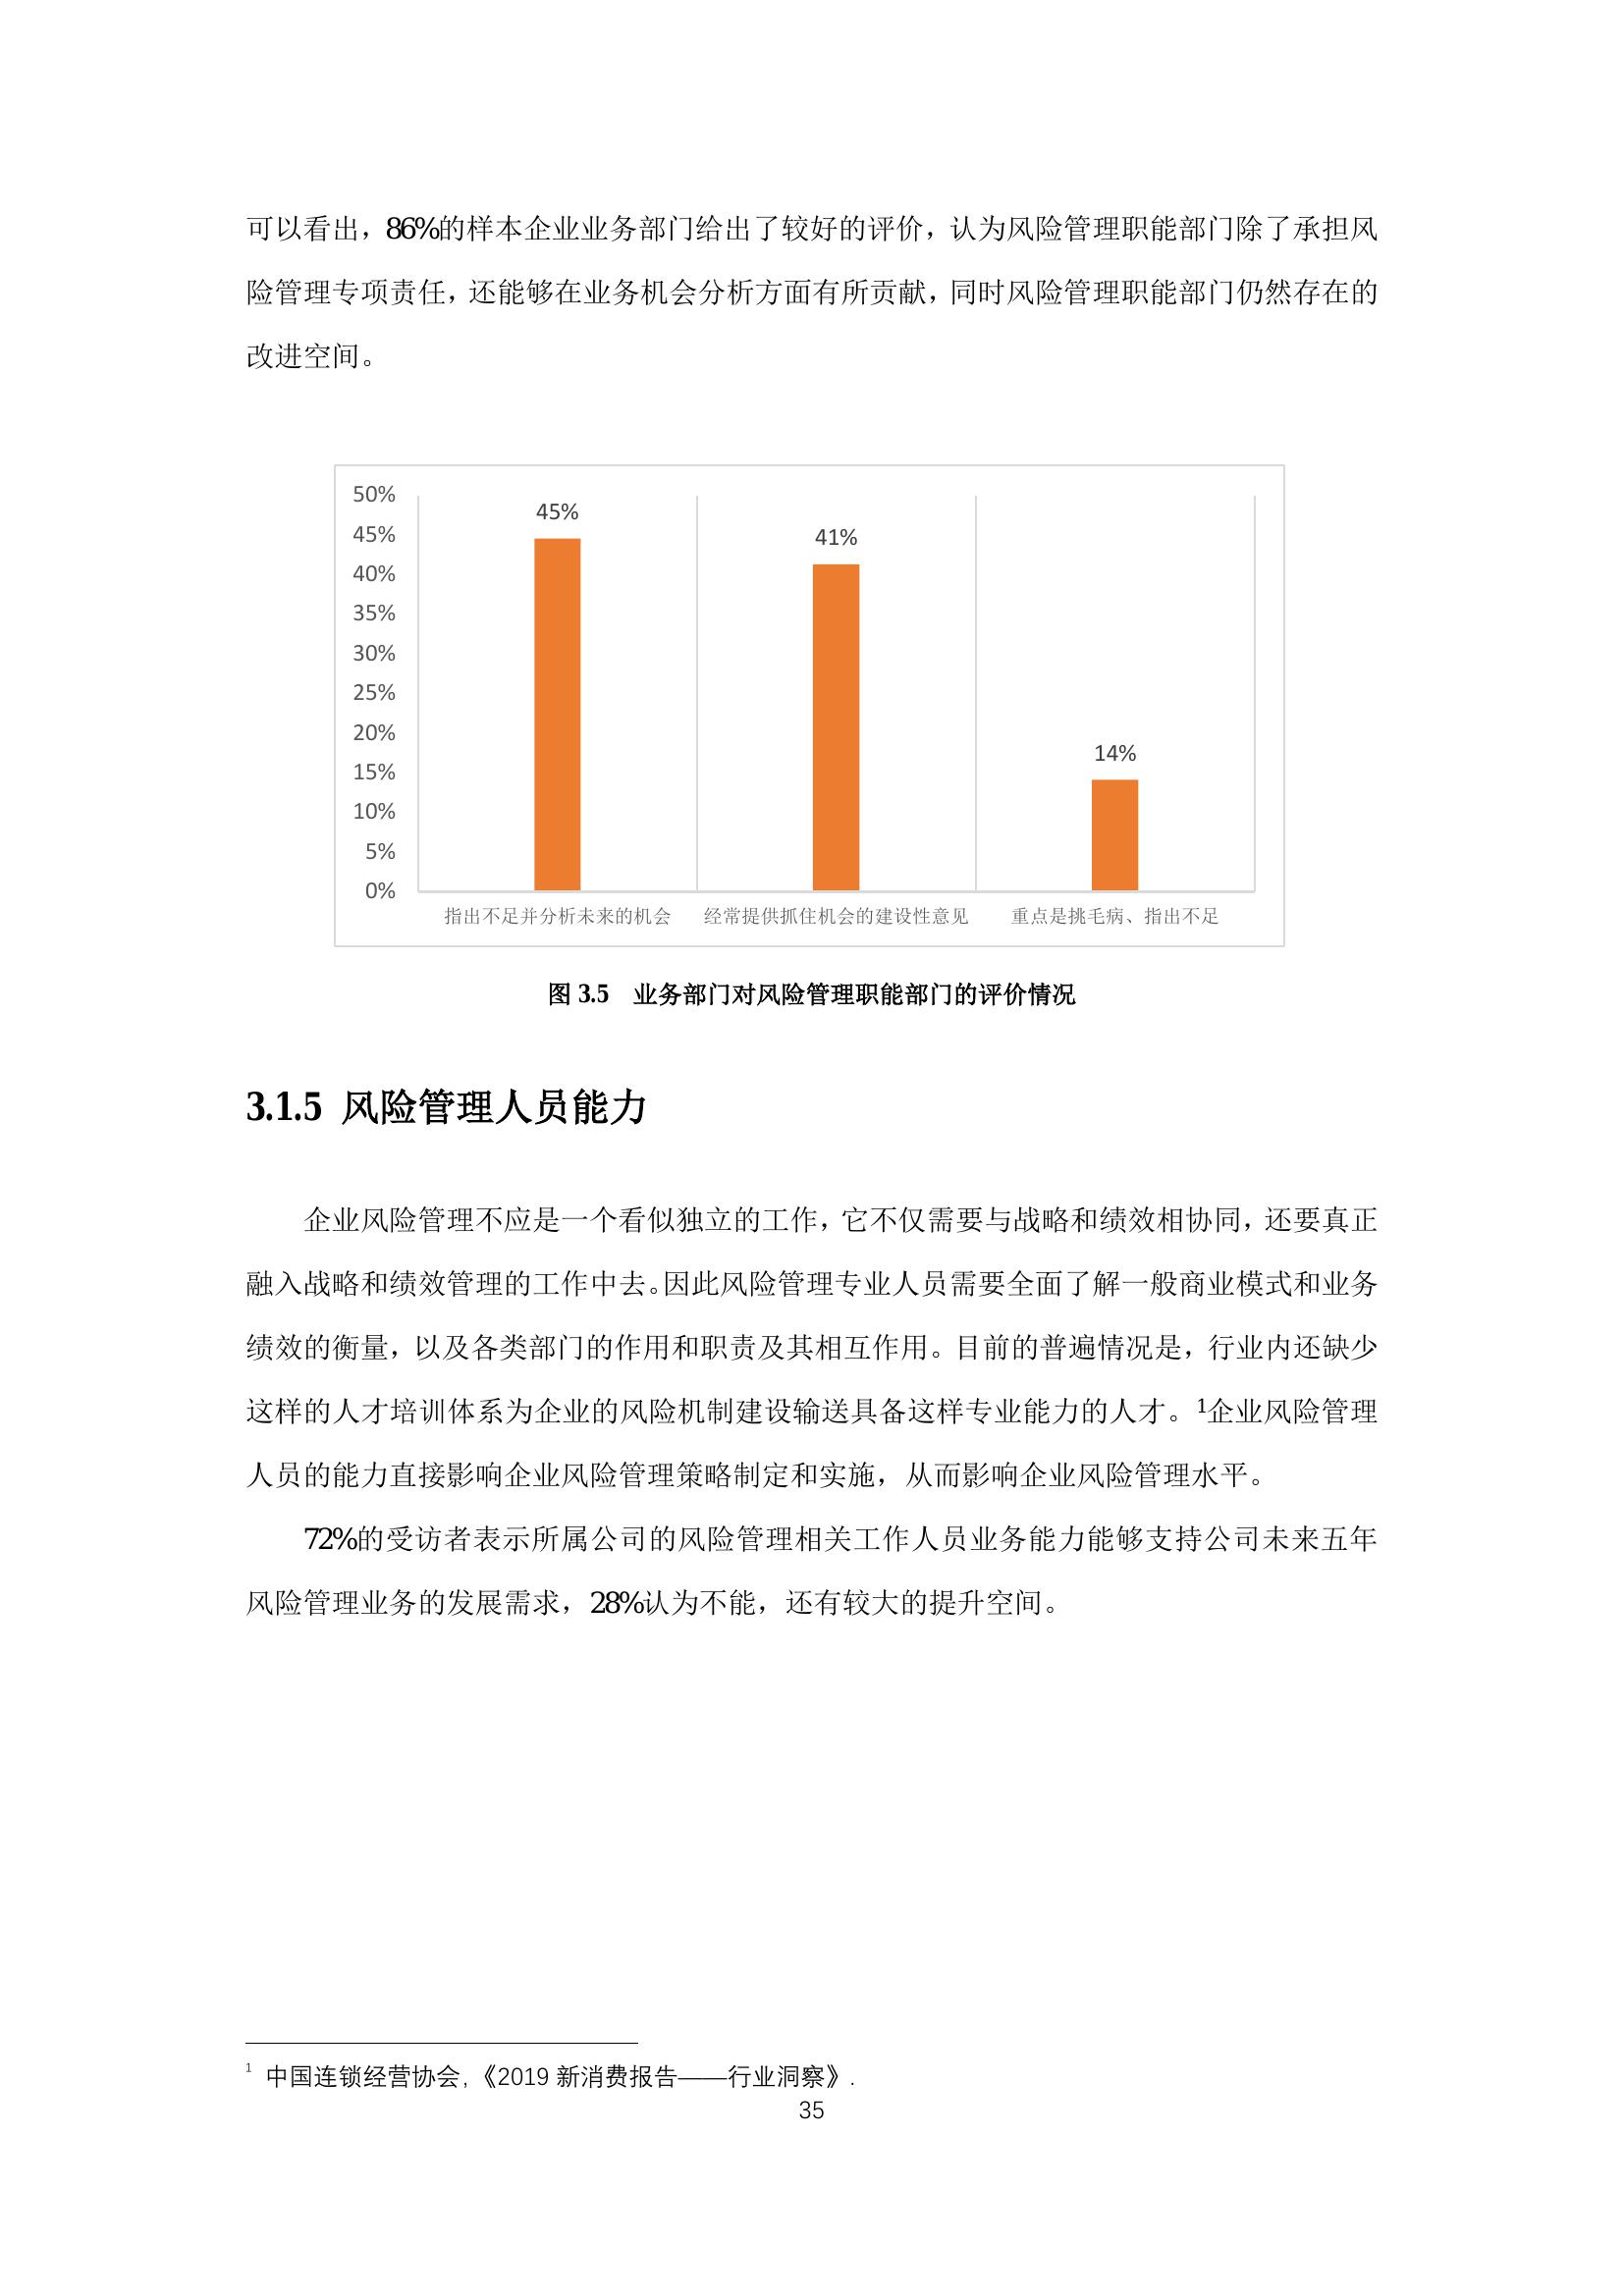 可以看出，86%的样本企业业务部门给出了较好的评价，认为风险管理职能部门除了承担风
险管理专项责任，还能够在业务机会分析方面有所贡献，同时风险管理职能部门仍然存在的
改进空间。
50%
45%
40%
35%
30%
25%
20%
15%
10%
5%
0%
45%
41%
14%
指出不足并分析未来的机会
经常提供抓住机会的建设性意见
重点是挑毛病、指出不足
图 3.5 业务部门对风险管理职能部门的评价情况
3.1.5 风险管理人员能力
企业风险管理不应是一个看似独立的工作，它不仅需要与战略和绩效相协同，还要真正
融入战略和绩效管理的工作中去。因此风险管理专业人员需要全面了解一般商业模式和业务
绩效的衡量，以及各类部门的作用和职责及其相互作用。目前的普遍情况是，行业内还缺少
这样的人才培训体系为企业的风险机制建设输送具备这样专业能力的人才。1企业风险管理
人员的能力直接影响企业风险管理策略制定和实施，从而影响企业风险管理水平。
72%的受访者表示所属公司的风险管理相关工作人员业务能力能够支持公司未来五年
风险管理业务的发展需求，28%认为不能，还有较大的提升空间。
1 中国连锁经营协会，《2019 新消费报告——行业洞察》.
35